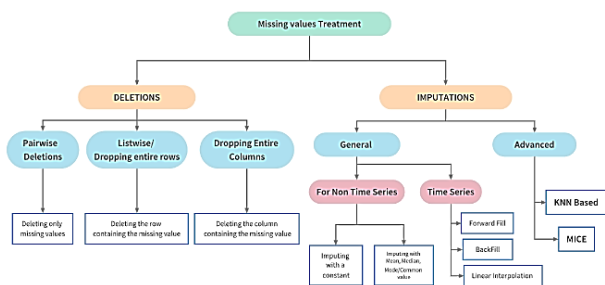 Missing values Treatment
DELETIONS
IMPUTATIONS
Pairwise
Deletions
Listwise/
Dropping entire rows
Dropping Entire
Columns
General
Advanced
For Non Time Series
Time Series
KNN Based
MICE
Deleting only
missing values
Deleting the row
containing the missing value
Deleting the column
containing the missing value
Forward Fill
BackFill
Linear Interpolation
Imputing
with a
constant
Imputing with
Mean, Median,
Mode/Common
value